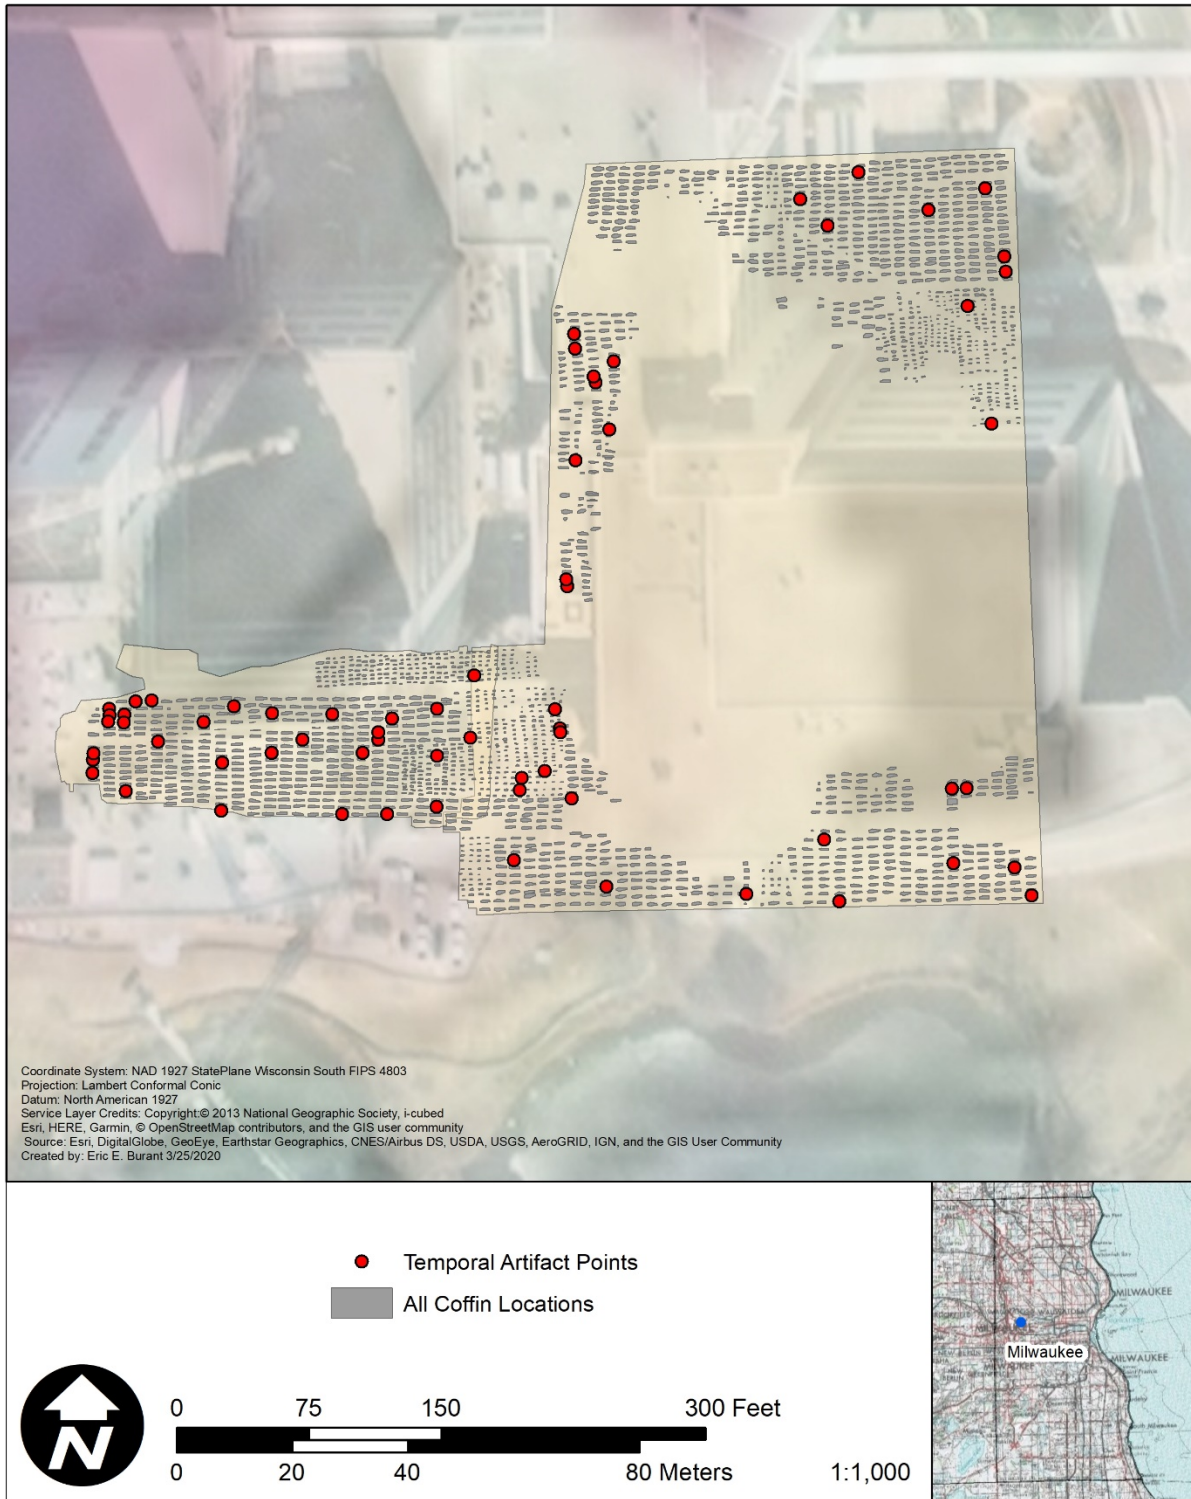 Coordinate System: NAD 1927 StatePlane Wisconsin South FIPS 4803
Projection: Lambert Conformal Conic
Datum: North American 1927
Service Layer Credits: Copyright:© 2013 National Geographic Society, i-cubed
Esri, HERE, Garmin, © OpenStreetMap contributors, and the GIS user community
Source: Esri, DigitalGlobe, GeoEye, Earthstar Geographics, CNES/Airbus DS, USDA, USGS, AeroGRID, IGN, and the GIS User Community
Created by: Eric E. Burant 3/25/2020
Temporal Artifact Points
All Coffin Locations
N
0 75 150 300 Feet
0 20 40 80 Meters 1:1,000
MILWAUKEE
Milwaukee
MILWAUKEE